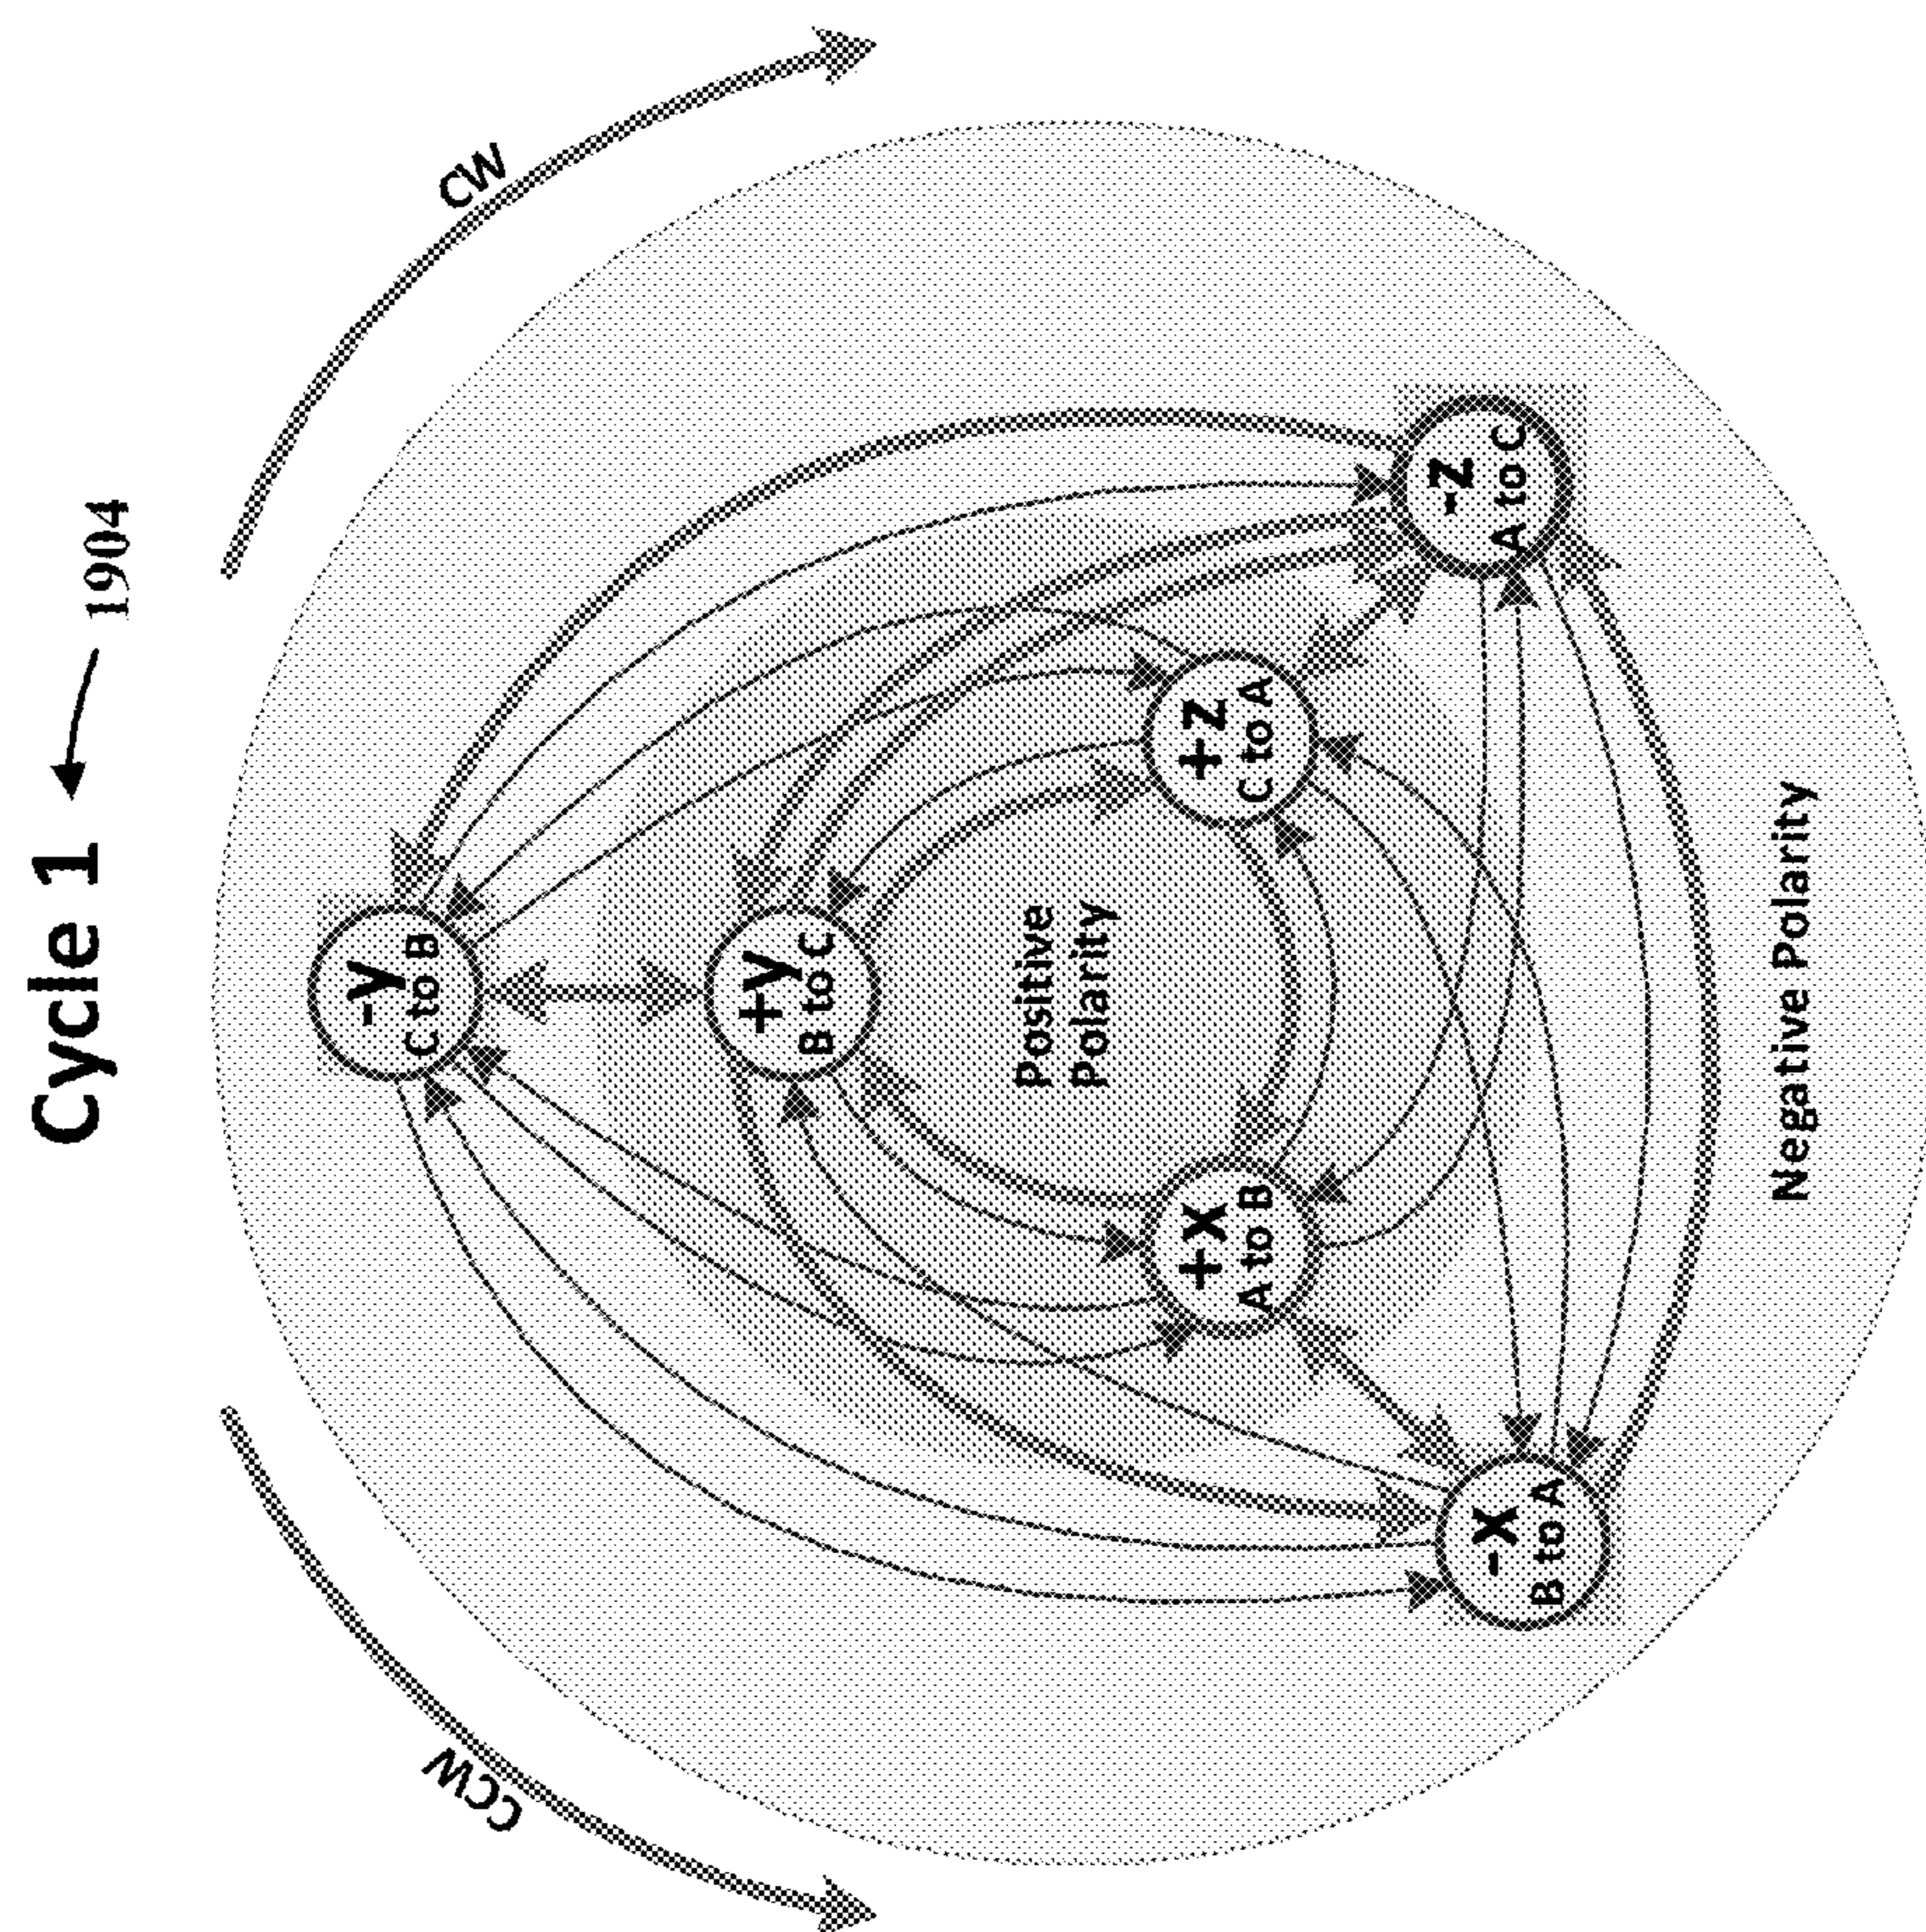 Cycle 1
1904
CCW
CW
-y
C to B
+y
B to C
Positive
Polarity
+x
A to B
+z
C to A
-x
B to A
-z
A to C
Negative Polarity